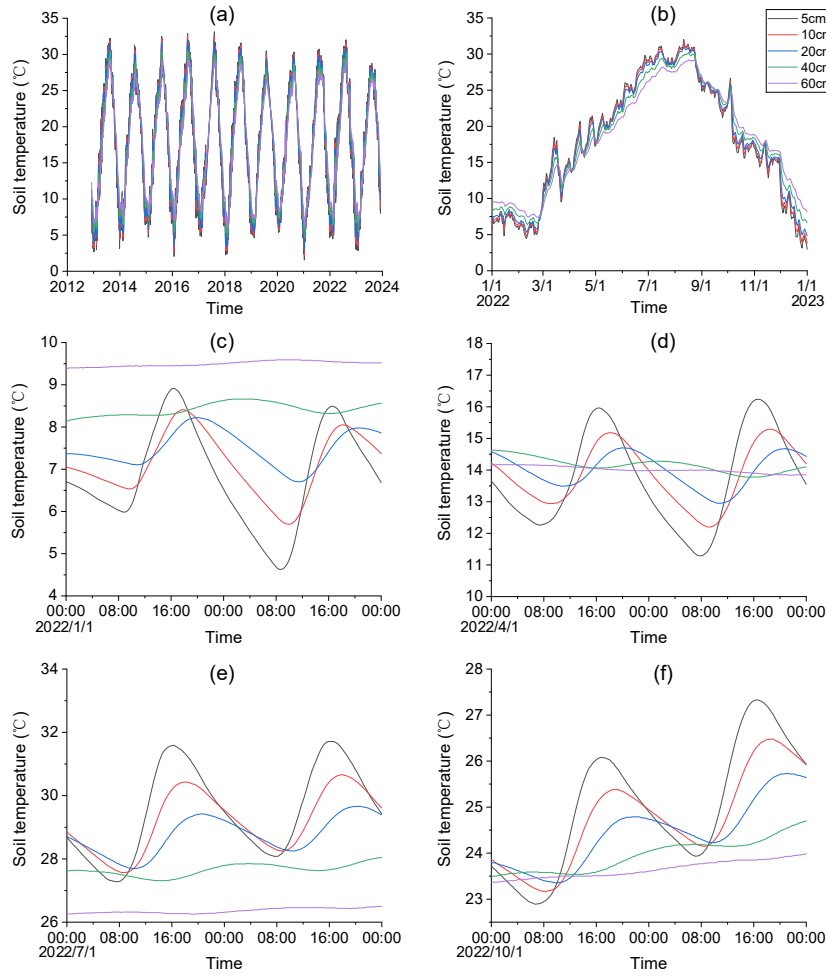 (a)
35
30
25
20
15
10
5
0
Soil temperature (℃)
2012 2014 2016 2018 2020 2022 2024
Time
(b)
5cm
10cm
20cm
40cm
60cm
35
30
25
20
15
10
5
0
Soil temperature (℃)
1/1 3/1 5/1 7/1 9/1 11/1 1/1
2022 2023
Time
(c)
10
9
8
7
6
5
4
Soil temperature (℃)
00:00 08:00 16:00 00:00 08:00 16:00 00:00
2022/1/1
Time
(d)
18
17
16
15
14
13
12
11
10
Soil temperature (℃)
00:00 08:00 16:00 00:00 08:00 16:00 00:00
2022/4/1
Time
(e)
34
32
30
28
26
Soil temperature (℃)
00:00 08:00 16:00 00:00 08:00 16:00 00:00
2022/7/1
Time
(f)
28
27
26
25
24
23
Soil temperature (℃)
00:00 08:00 16:00 00:00 08:00 16:00 00:00
2022/10/1
Time